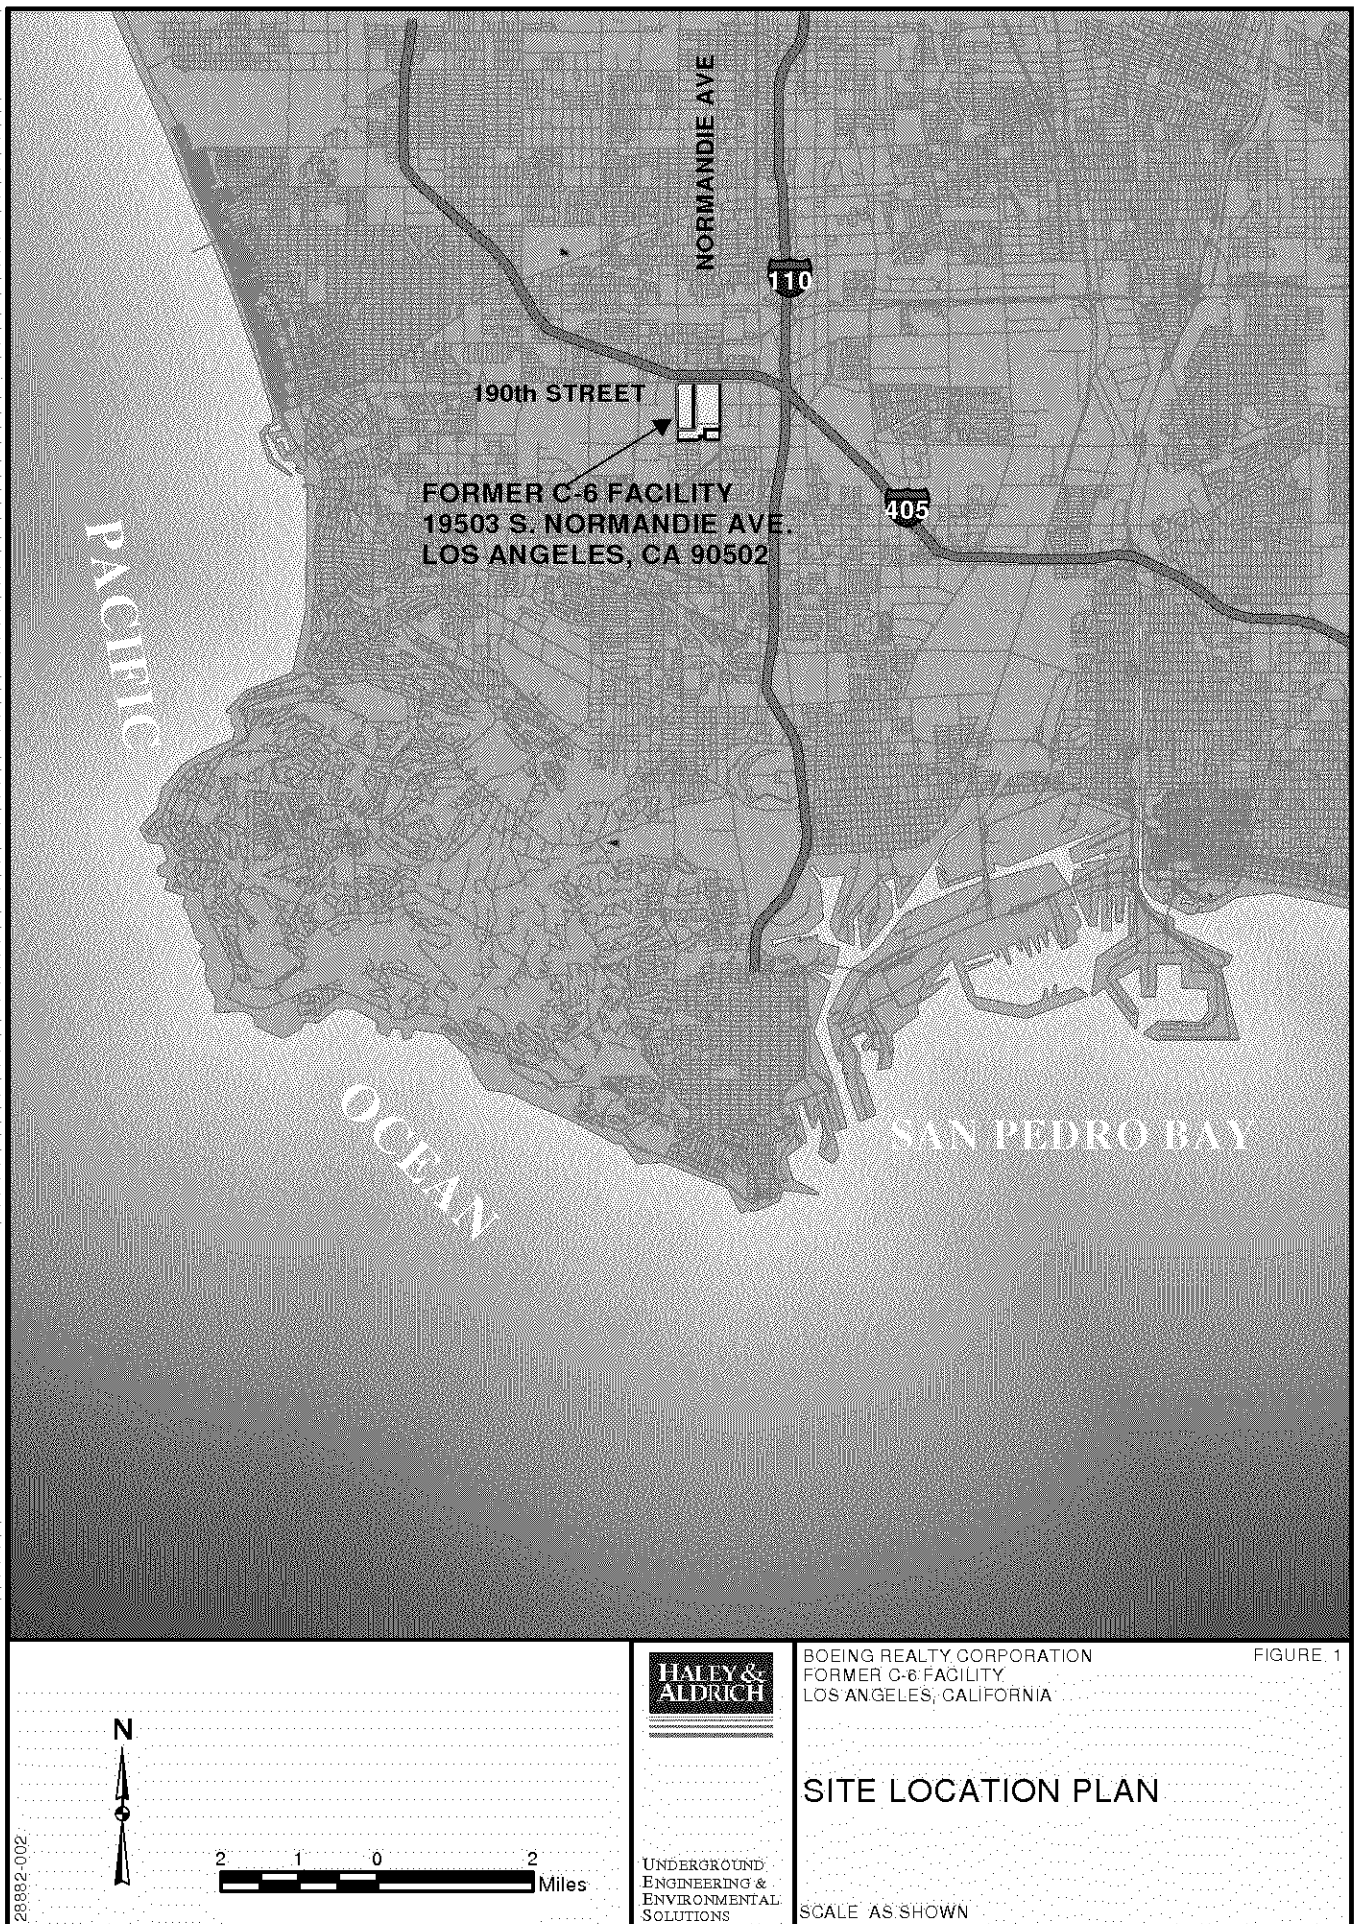 NORMANDIE AVE
110
190th STREET
FORMER C-6 FACILITY
19503 S. NORMANDIE AVE.
LOS ANGELES, CA 90502
405
PACIFIC
OCEAN
SAN PEDRO BAY
N
2 1 0 2
Miles
28882-002
HALEY &
ALDRICH
UNDERGROUND
ENGINEERING &
ENVIRONMENTAL
SOLUTIONS
BOEING REALTY CORPORATION
FORMER C-6 FACILITY
LOS ANGELES, CALIFORNIA
FIGURE 1
SITE LOCATION PLAN
SCALE AS SHOWN